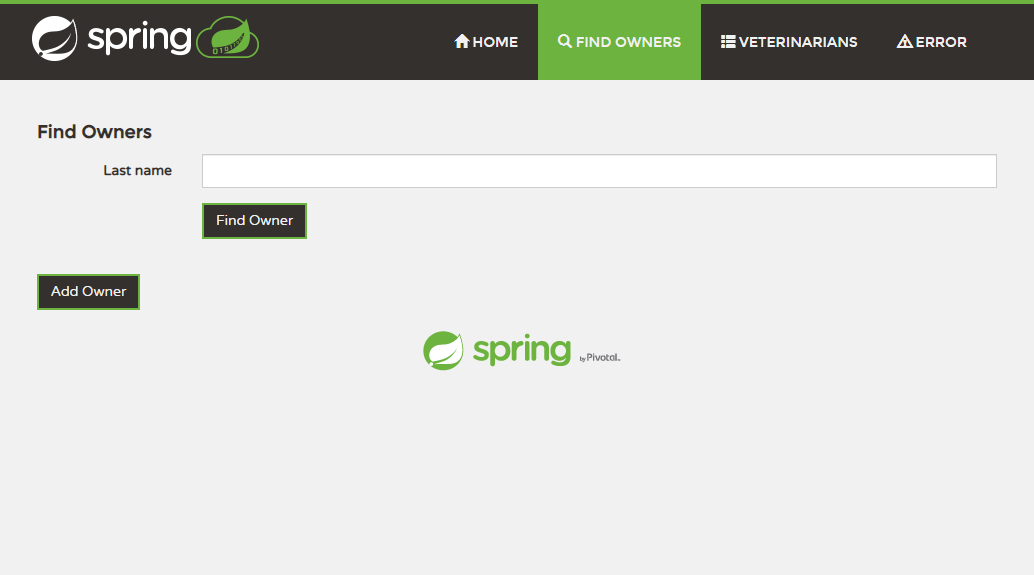 spring
HOME
FIND OWNERS
VETERINARIANS
ERROR
Find Owners
Last name
Find Owner
Add Owner
spring by Pivotal.